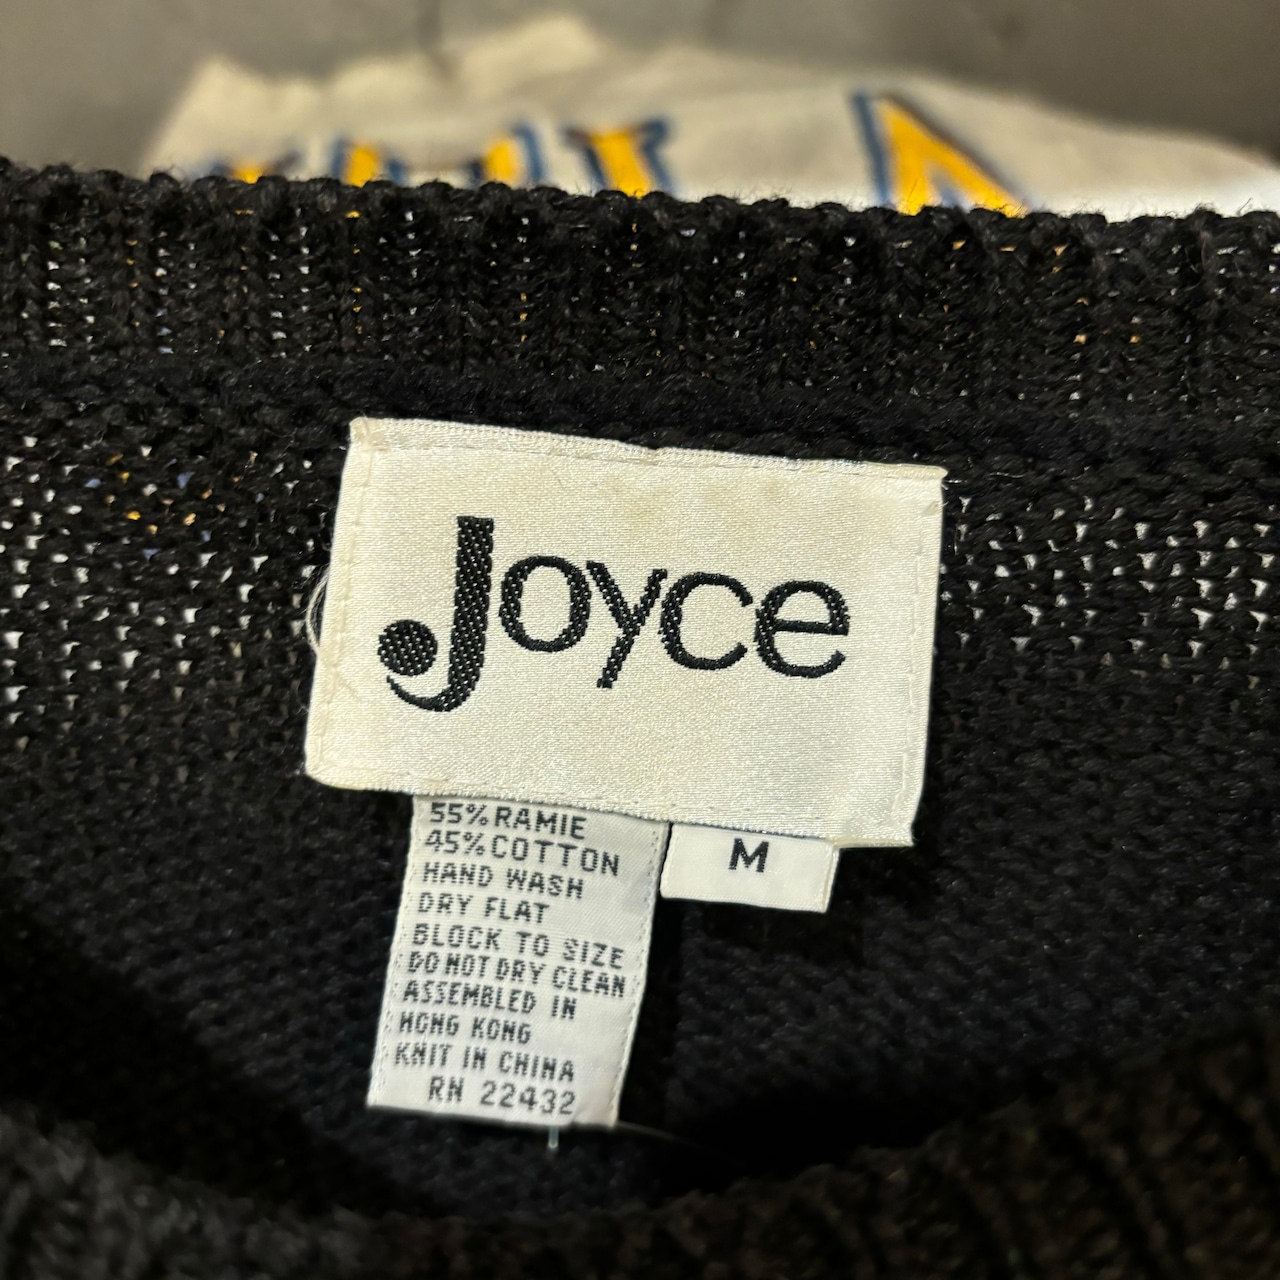 Joyce
55% RAMIE
45% COTTON
HAND WASH
DRY FLAT
BLOCK TO SIZE
DO NOT DRY CLEAN
ASSEMBLED IN
HONG KONG
KNIT IN CHINA
RN 22432
M